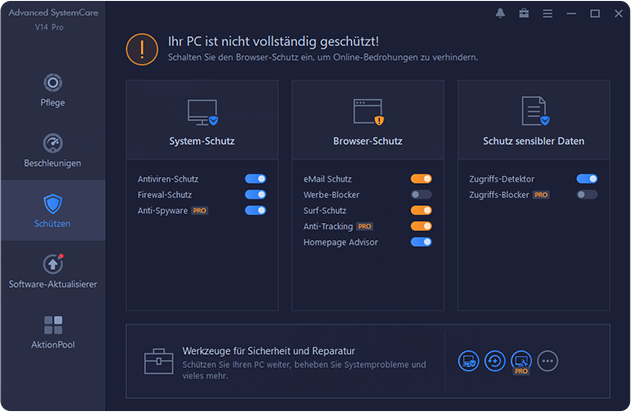 Advanced SystemCare
V14 Pro
Pflege
Beschleunigen
Schützen
Software-Aktualisierer
AktionPool
Ihr PC ist nicht vollständig geschützt!
Schalten Sie den Browser-Schutz ein, um Online-Bedrohungen zu verhindern.
System-Schutz
Antiviren-Schutz
Firewal-Schutz
Anti-Spyware PRO
Browser-Schutz
eMail Schutz
Werbe-Blocker
Surf-Schutz
Anti-Tracking PRO
Homepage Advisor
Schutz sensibler Daten
Zugriffs-Detektor
Zugriffs-Blocker PRO
Werkzeuge für Sicherheit und Reparatur
Schützen Sie Ihren PC weiter, beheben Sie Systemprobleme und
vieles mehr.
PRO